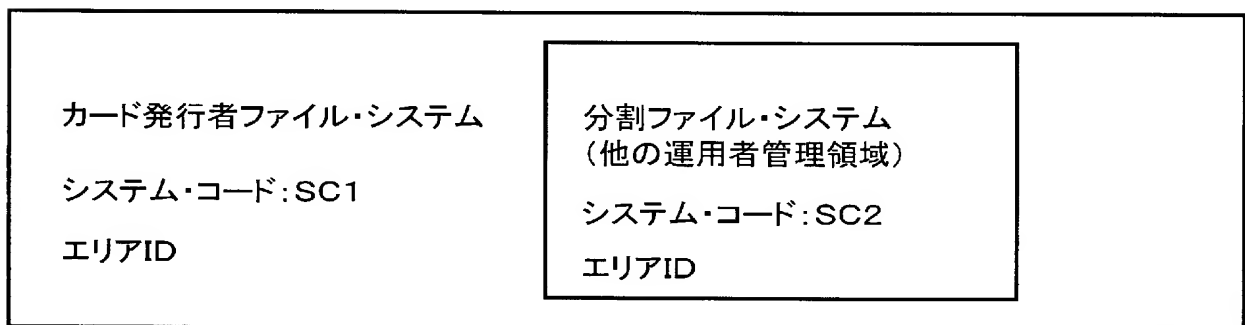 カード発行者ファイル・システム
システム・コード:SC1
エリアID
分割ファイル・システム
(他の運用者管理領域)
システム・コード:SC2
エリアID